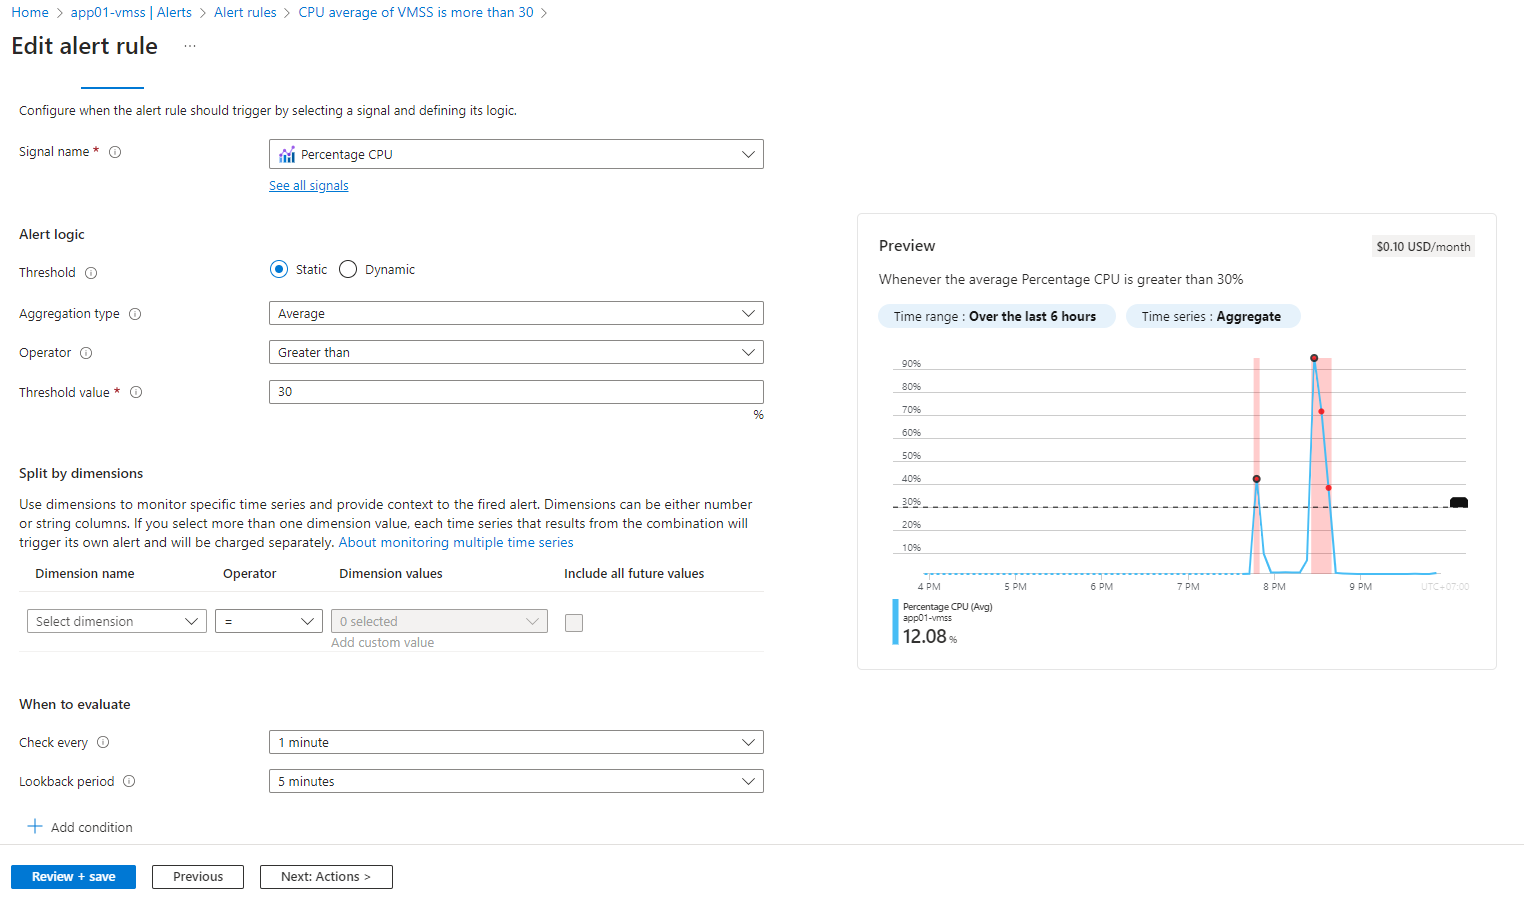 Home > app01-vmss | Alerts > Alert rules > CPU average of VMSS is more than 30 >
Edit alert rule ...
Configure when the alert rule should trigger by selecting a signal and defining its logic.
Signal name *
Percentage CPU
See all signals
Alert logic
Threshold
Static
Dynamic
Aggregation type
Average
Operator
Greater than
Threshold value *
30
%
Split by dimensions
Use dimensions to monitor specific time series and provide context to the fired alert. Dimensions can be either number
or string columns. If you select more than one dimension value, each time series that results from the combination will
trigger its own alert and will be charged separately. About monitoring multiple time series
Dimension name
Operator
Dimension values
Include all future values
Select dimension
=
0 selected
Add custom value
When to evaluate
Check every
1 minute
Lookback period
5 minutes
+ Add condition
Review + save
Previous
Next: Actions >
Preview
$0.10 USD/month
Whenever the average Percentage CPU is greater than 30%
Time range : Over the last 6 hours
Time series : Aggregate
90%
80%
70%
60%
50%
40%
30%
20%
10%
4 PM
5 PM
6 PM
7 PM
8 PM
9 PM
UTC+07:00
Percentage CPU (Avg)
app01-vmss
12.08 %